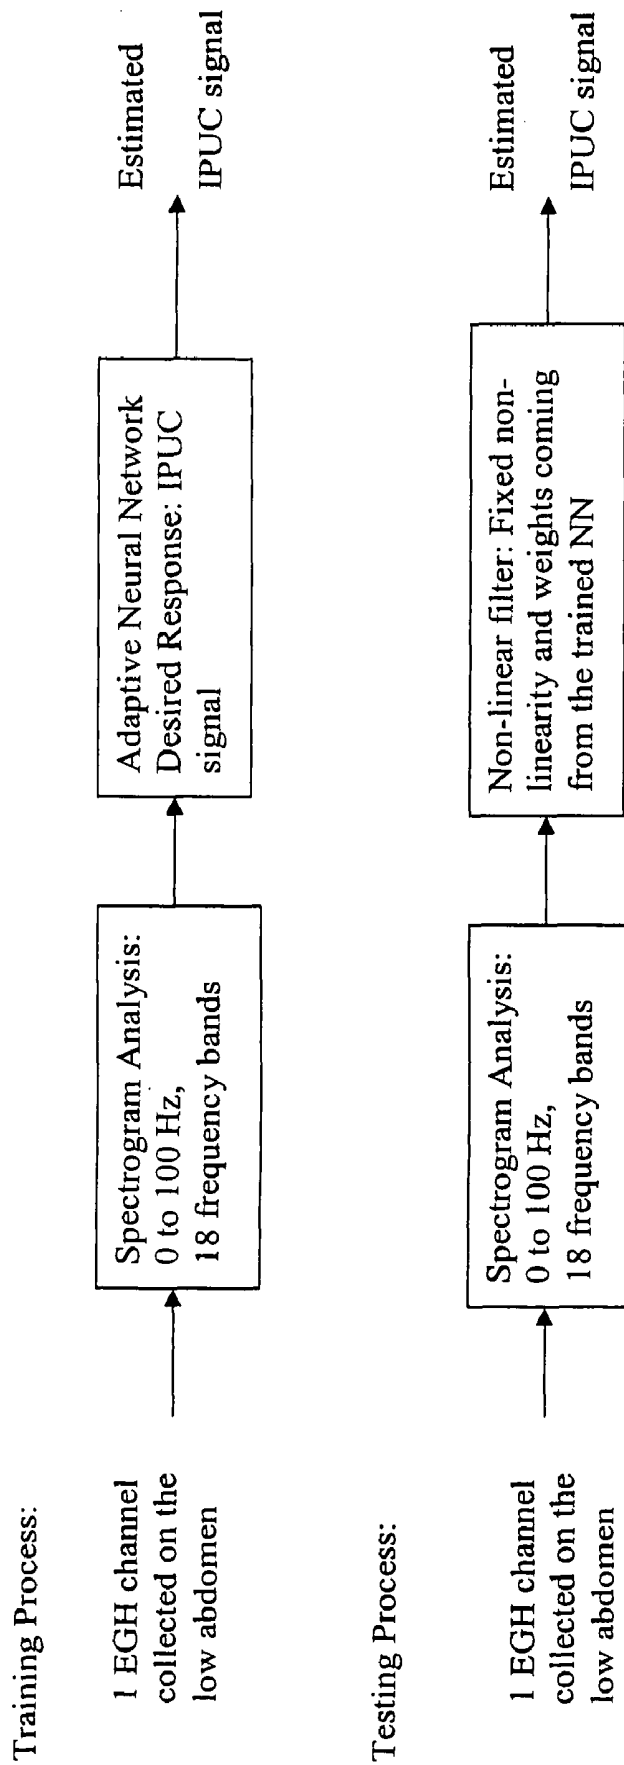 Training Process:
1 EGH channel
collected on the
low abdomen
Spectrogram Analysis:
0 to 100 Hz,
18 frequency bands
Adaptive Neural Network
Desired Response: IPUC
signal
Estimated
IPUC signal
Testing Process:
1 EGH channel
collected on the
low abdomen
Spectrogram Analysis:
0 to 100 Hz,
18 frequency bands
Non-linear filter: Fixed non-
linearity and weights coming
from the trained NN
Estimated
IPUC signal